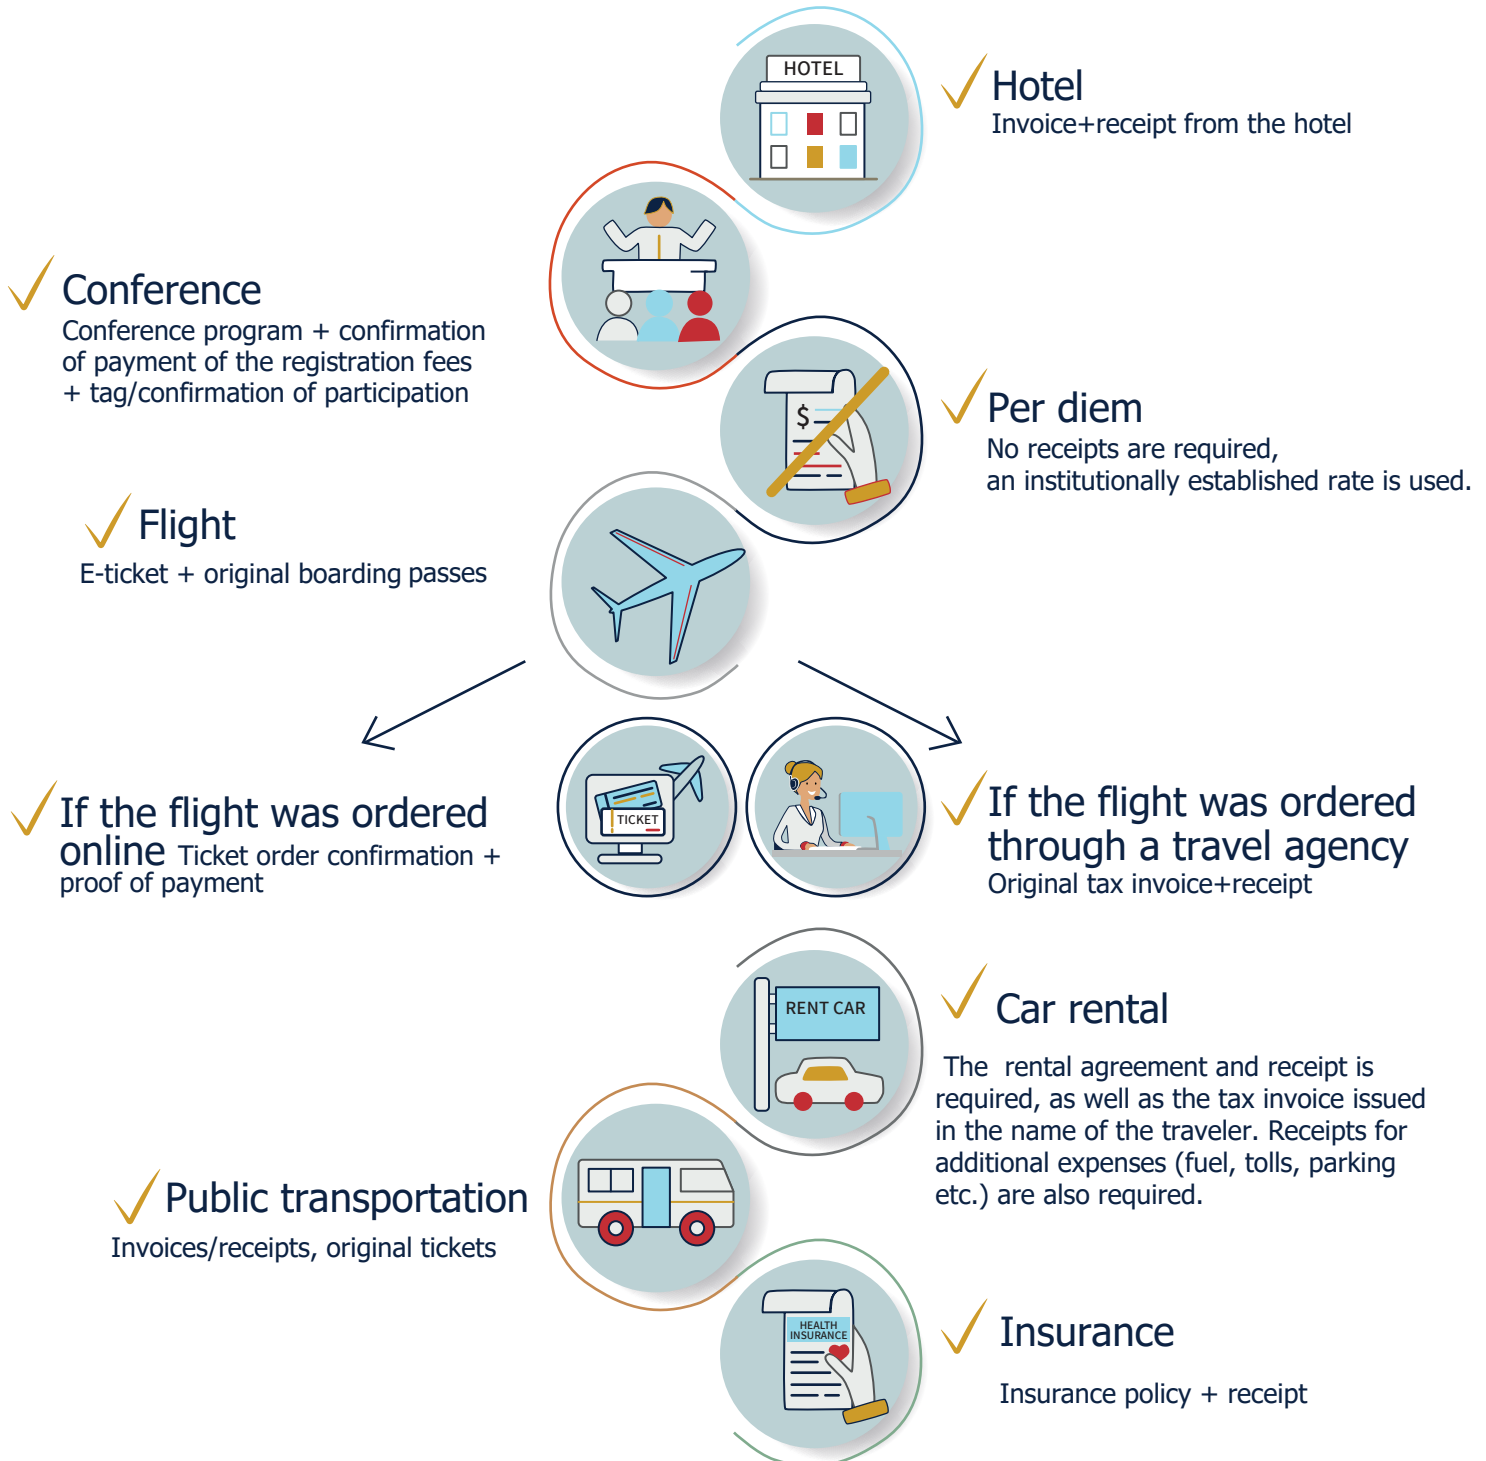 HOTEL
Hotel
Invoice+receipt from the hotel
Conference
Conference program + confirmation
of payment of the registration fees
+ tag/confirmation of participation
$
Per diem
No receipts are required,
an institutionally established rate is used.
Flight
E-ticket + original boarding passes
If the flight was ordered
online Ticket order confirmation +
proof of payment
TICKET
If the flight was ordered
through a travel agency
Original tax invoice+receipt
RENT CAR
Car rental
The rental agreement and receipt is
required, as well as the tax invoice issued
in the name of the traveler. Receipts for
additional expenses (fuel, tolls, parking
etc.) are also required.
Public transportation
Invoices/receipts, original tickets
HEALTH
INSURANCE
Insurance
Insurance policy + receipt